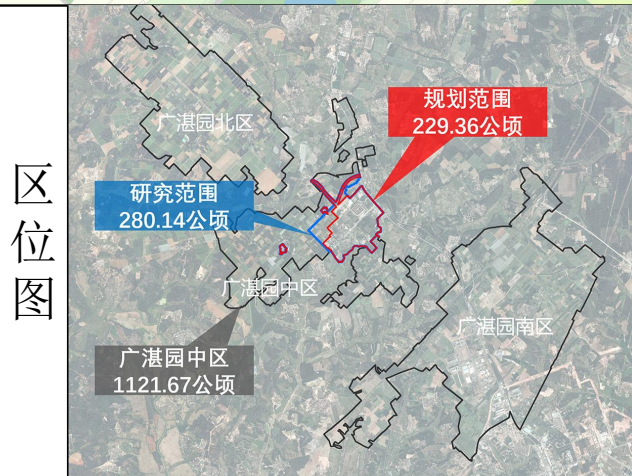 区位图
规划范围
229.36公顷
广湛园北区
研究范围
280.14公顷
广湛园中区
广湛园南区
广湛园中区
1121.67公顷